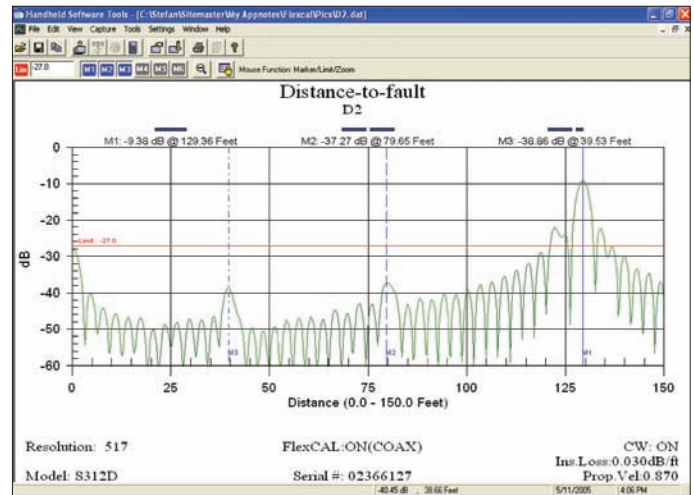 Handheld Software Tools - [C:\Stefan\Sitemaster\My Appnotes\Flexcal\Pics\D2.dat]
File Edit View Capture Tools Settings Window Help
Lim -27.0 M1 M2 M3 M4 M5 M6 Mouse Function: Marker/Limit/Zoom
Distance-to-fault
D2
M1: -9.38 dB @ 129.36 Feet M2: -37.27 dB @ 79.65 Feet M3: -38.86 dB @ 39.53 Feet
0
-10
-20
Limit : -27.0
-30
-40
-50
-60
dB
M3 M2 M1
0 25 50 75 100 125 150
Distance (0.0 - 150.0 Feet)
Resolution: 517 FlexCAL:ON(COAX) CW: ON
Ins.Loss:0.030dB/ft
Model: S312D Serial #: 02366127 Prop.Vel:0.870
-40.45 dB , 38.66 Feet 5/11/2005 4:06 PM